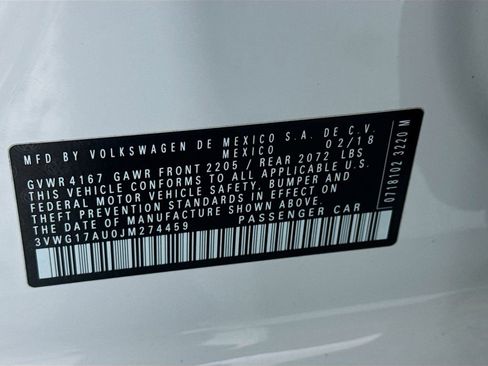 MFD BY VOLKSWAGEN DE MEXICO S.A. DE C.V.
MEXICO 02/18
GVWR 4167 GAWR FRONT 2205 / REAR 2072 LBS
THIS VEHICLE CONFORMS TO ALL APPLICABLE U.S.
FEDERAL MOTOR VEHICLE SAFETY, BUMPER AND
THEFT PREVENTION STANDARDS IN EFFECT ON
THE DATE OF MANUFACTURE SHOWN ABOVE.
3VWG17AU0JM274459 PASSENGER CAR
0718102 3220 M